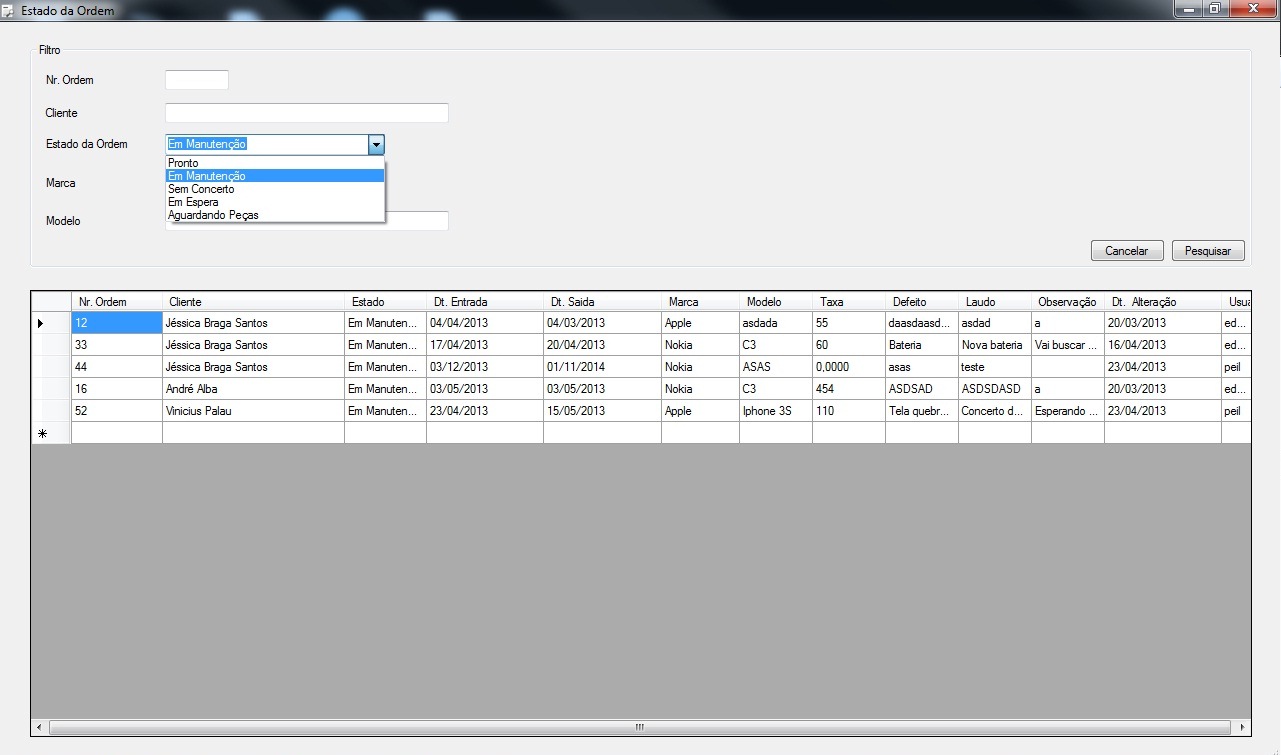 Estado da Ordem
Filtro
Nr. Ordem
Cliente
Estado da Ordem Em Manutenção
Pronto
Em Manutenção
Marca
Sem Concerto
Em Espera
Aguardando Peças
Modelo
Cancelar Pesquisar
Nr. Ordem Cliente Estado Dt. Entrada Dt. Saida Marca Modelo Taxa Defeito Laudo Observação Dt. Alteração Usua
12 Jéssica Braga Santos Em Manuten... 04/04/2013 04/03/2013 Apple asdada 55 daasdaasd... asdad a 20/03/2013 ed...
33 Jéssica Braga Santos Em Manuten... 17/04/2013 20/04/2013 Nokia C3 60 Bateria Nova bateria Vai buscar ... 16/04/2013 ed...
44 Jéssica Braga Santos Em Manuten... 03/12/2013 01/11/2014 Nokia ASAS 0,0000 asas teste 23/04/2013 peil
16 André Alba Em Manuten... 03/05/2013 03/05/2013 Nokia C3 454 ASDSAD ASDSDASD a 20/03/2013 ed...
52 Vinicius Palau Em Manuten... 23/04/2013 15/05/2013 Apple Iphone 3S 110 Tela quebr... Concerto d... Esperando ... 23/04/2013 peil